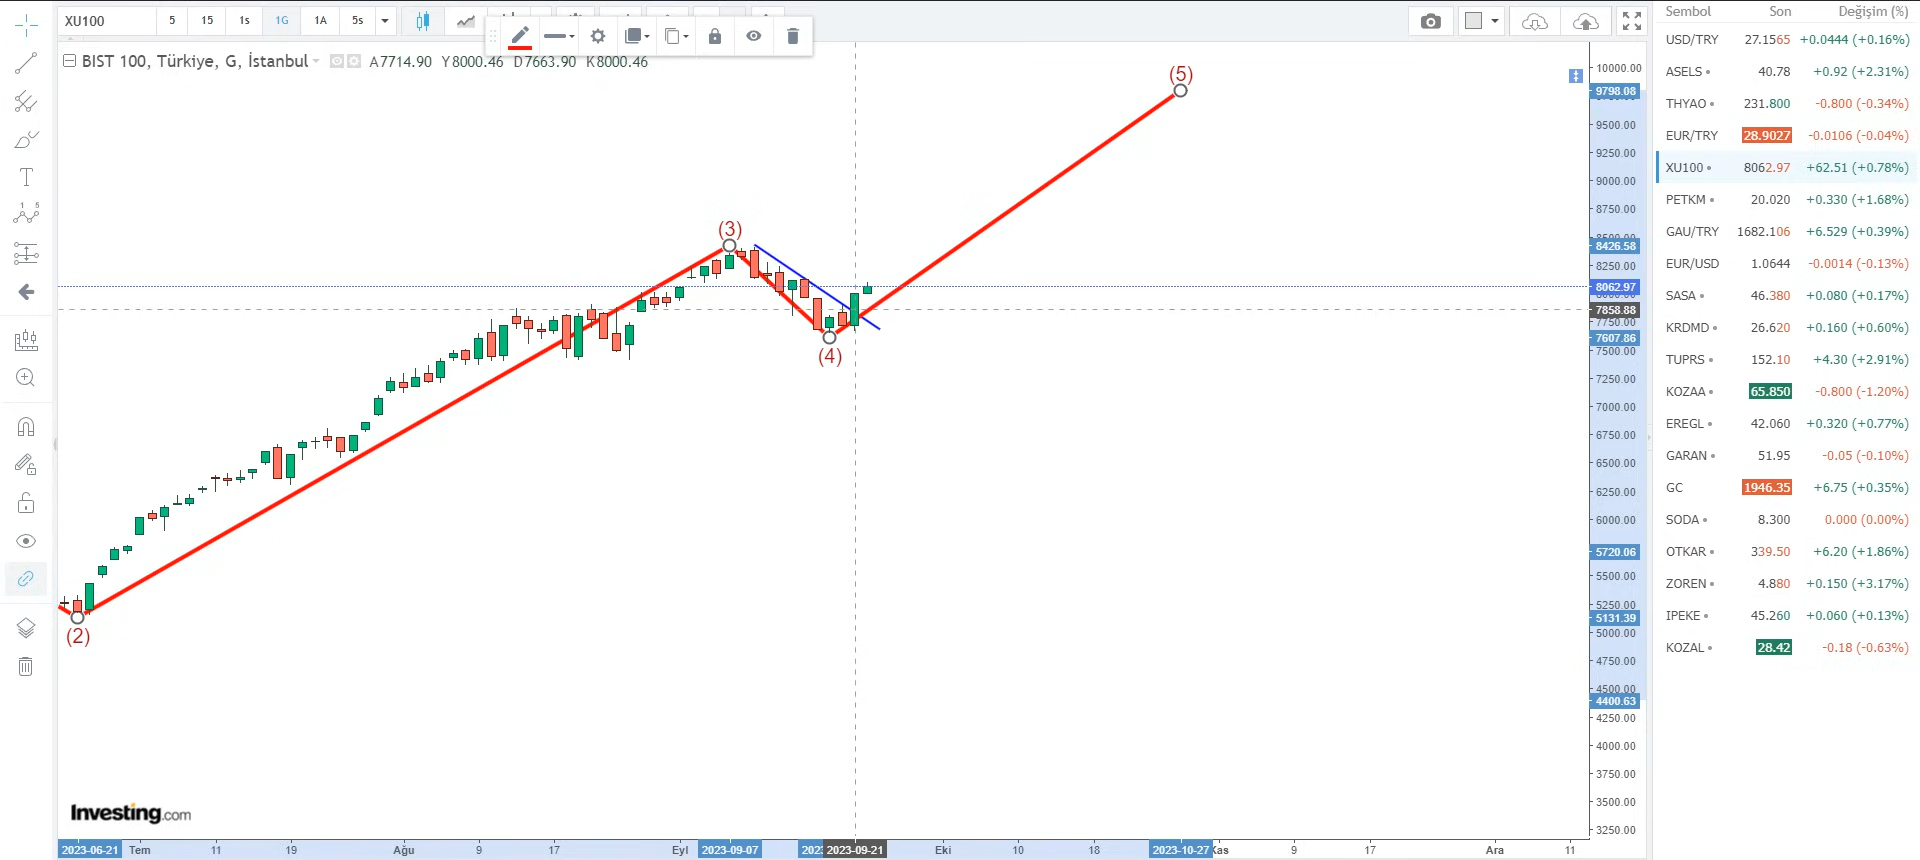 XU100 5 15 1s 1G 1A 5s
BIST 100, Türkiye, G, İstanbul A7714.90 Y8000.46 D7663.90 K8000.46
(5)
(3)
(4)
(2)
1 5
10000.00
9798.08
9500.00
9250.00
9000.00
8750.00
8426.58
8250.00
8062.97
7858.88
7750.00
7607.86
7500.00
7250.00
7000.00
6750.00
6500.00
6250.00
6000.00
5720.06
5500.00
5250.00
5131.39
5000.00
4750.00
4500.00
4400.63
4250.00
4000.00
3750.00
3500.00
3250.00
Investing.com
2023-06-21 Tem 11 19 Ağu 9 17 Eyl 2023-09-07 2023-09-21 Eki 10 18 2023-10-27 Kas 9 17 Ara 11
Sembol Son Değişim (%)
USD/TRY 27.1565 +0.0444 (+0.16%)
ASELS 40.78 +0.92 (+2.31%)
THYAO 231.800 -0.800 (-0.34%)
EUR/TRY 28.9027 -0.0106 (-0.04%)
XU100 8062.97 +62.51 (+0.78%)
PETKM 20.020 +0.330 (+1.68%)
GAU/TRY 1682.106 +6.529 (+0.39%)
EUR/USD 1.0644 -0.0014 (-0.13%)
SASA 46.380 +0.080 (+0.17%)
KRDMD 26.620 +0.160 (+0.60%)
TUPRS 152.10 +4.30 (+2.91%)
KOZAA 65.850 -0.800 (-1.20%)
EREGL 42.060 +0.320 (+0.77%)
GARAN 51.95 -0.05 (-0.10%)
GC 1946.35 +6.75 (+0.35%)
SODA 8.300 0.000 (0.00%)
OTKAR 339.50 +6.20 (+1.86%)
ZOREN 4.880 +0.150 (+3.17%)
IPEKE 45.260 +0.060 (+0.13%)
KOZAL 28.42 -0.18 (-0.63%)